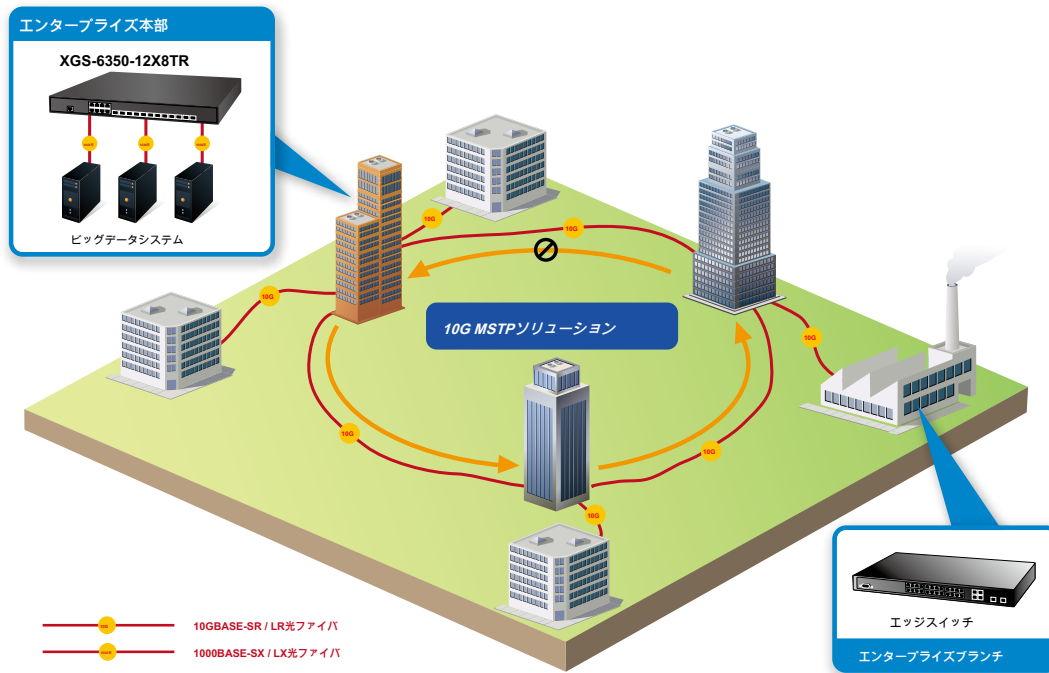 エンタープライズ本部
XGS-6350-12X8TR
ビッグデータシステム
10G
10G
10G
10G
10G MSTPソリューション
10G
10G
10G
10GBASE-SR / LR光ファイバ
1000BASE-SX / LX光ファイバ
エッジスイッチ
エンタープライズブランチ